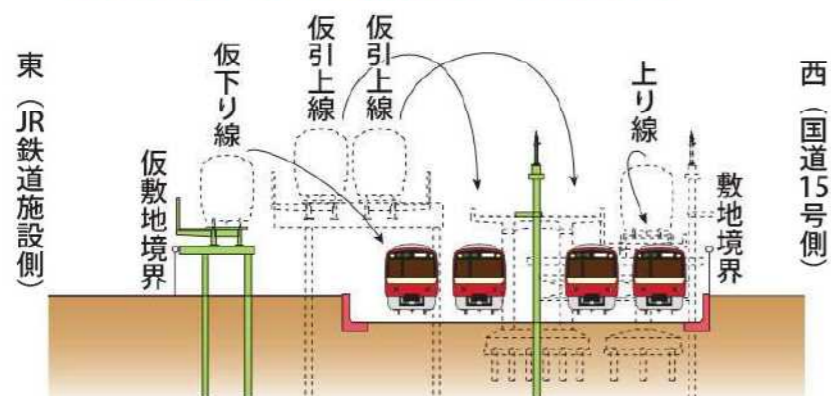 東（JR鉄道施設側）
仮敷地境界
仮下り線
仮引上線
仮引上線
上り線
敷地境界
西（国道15号側）